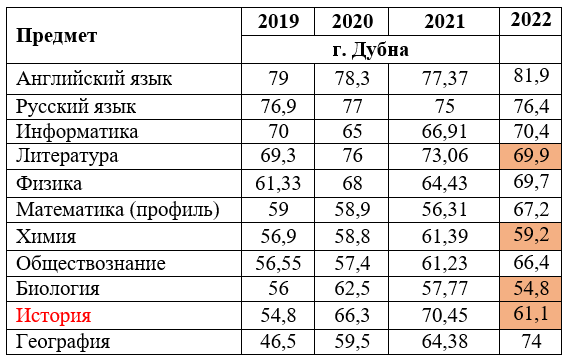 Предмет 2019 2020 2021 2022
г. Дубна
Английский язык 79 78,3 77,37 81,9
Русский язык 76,9 77 75 76,4
Информатика 70 65 66,91 70,4
Литература 69,3 76 73,06 69,9
Физика 61,33 68 64,43 69,7
Математика (профиль) 59 58,9 56,31 67,2
Химия 56,9 58,8 61,39 59,2
Обществознание 56,55 57,4 61,23 66,4
Биология 56 62,5 57,77 54,8
История 54,8 66,3 70,45 61,1
География 46,5 59,5 64,38 74